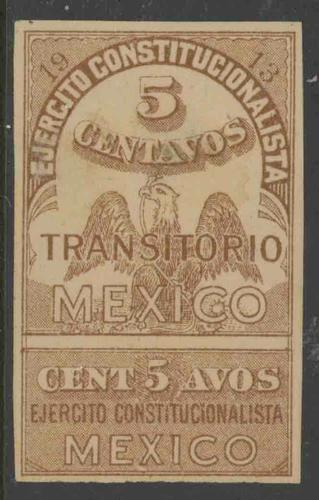 1913
EJERCITO CONSTITUCIONALISTA
5
CENTAVOS
TRANSITORIO
MEXICO
CENT 5 AVOS
EJERCITO CONSTITUCIONALISTA
MEXICO